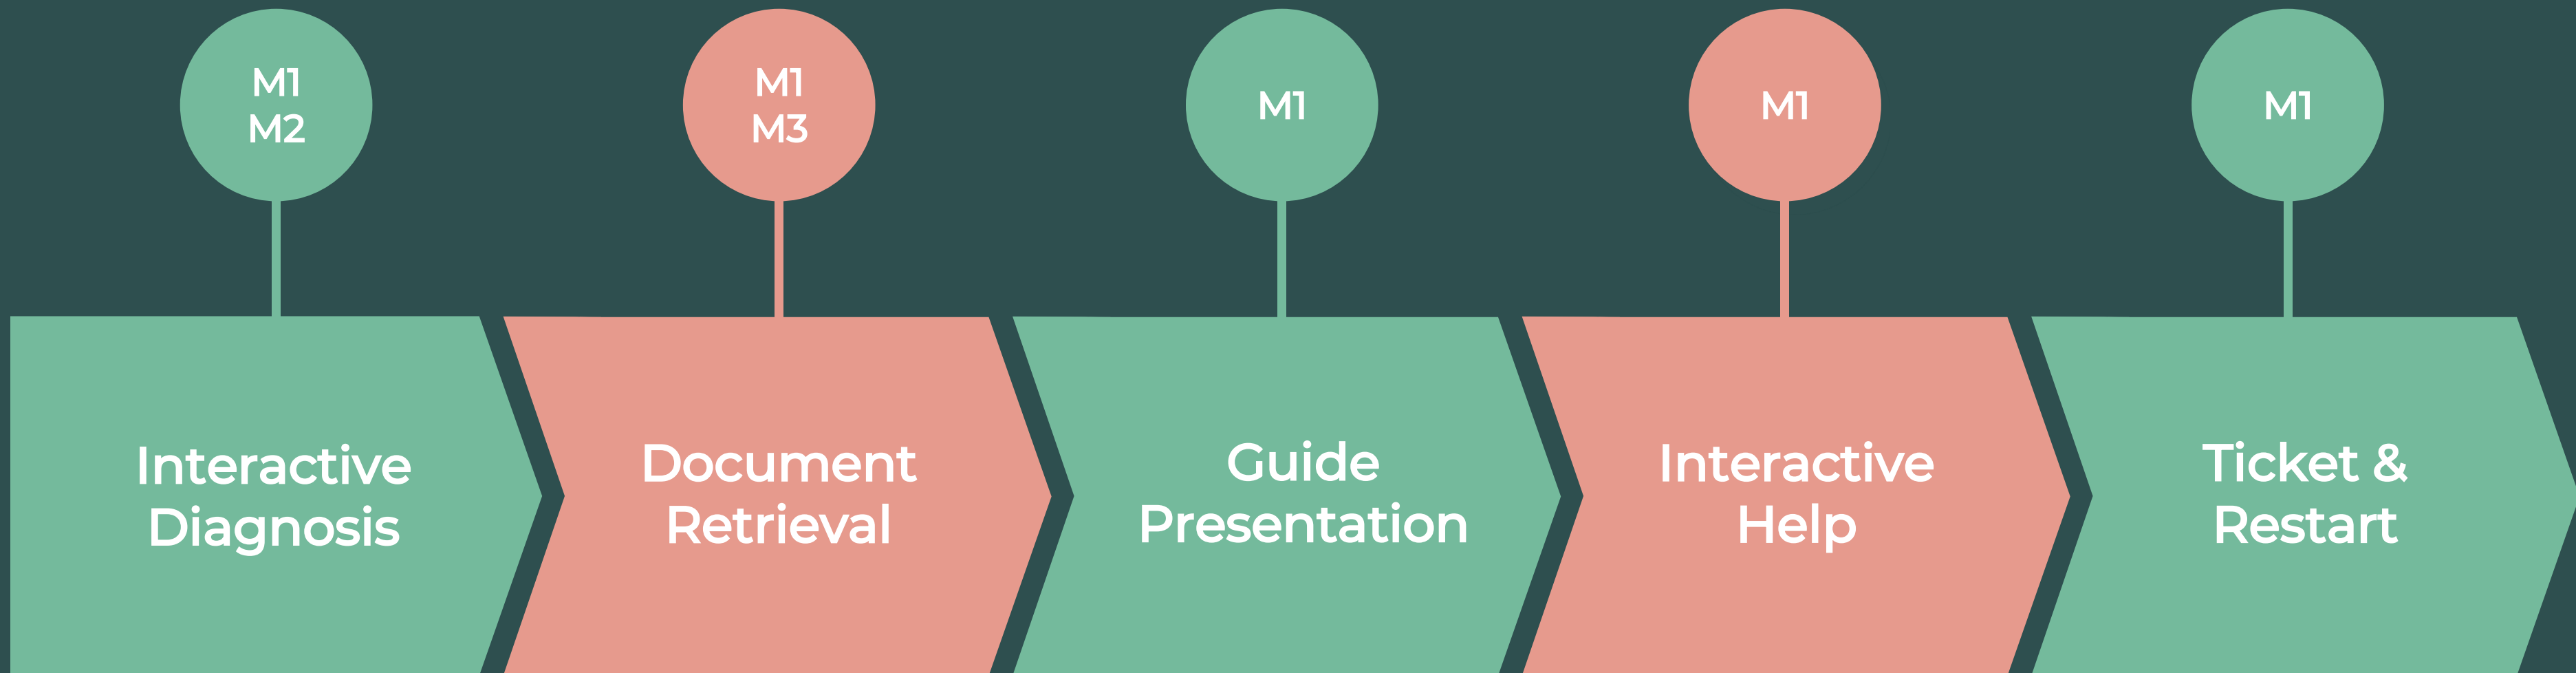 M1
M2
M1
M3
M1
M1
M1
Interactive
Diagnosis
Document
Retrieval
Guide
Presentation
Interactive
Help
Ticket &
Restart